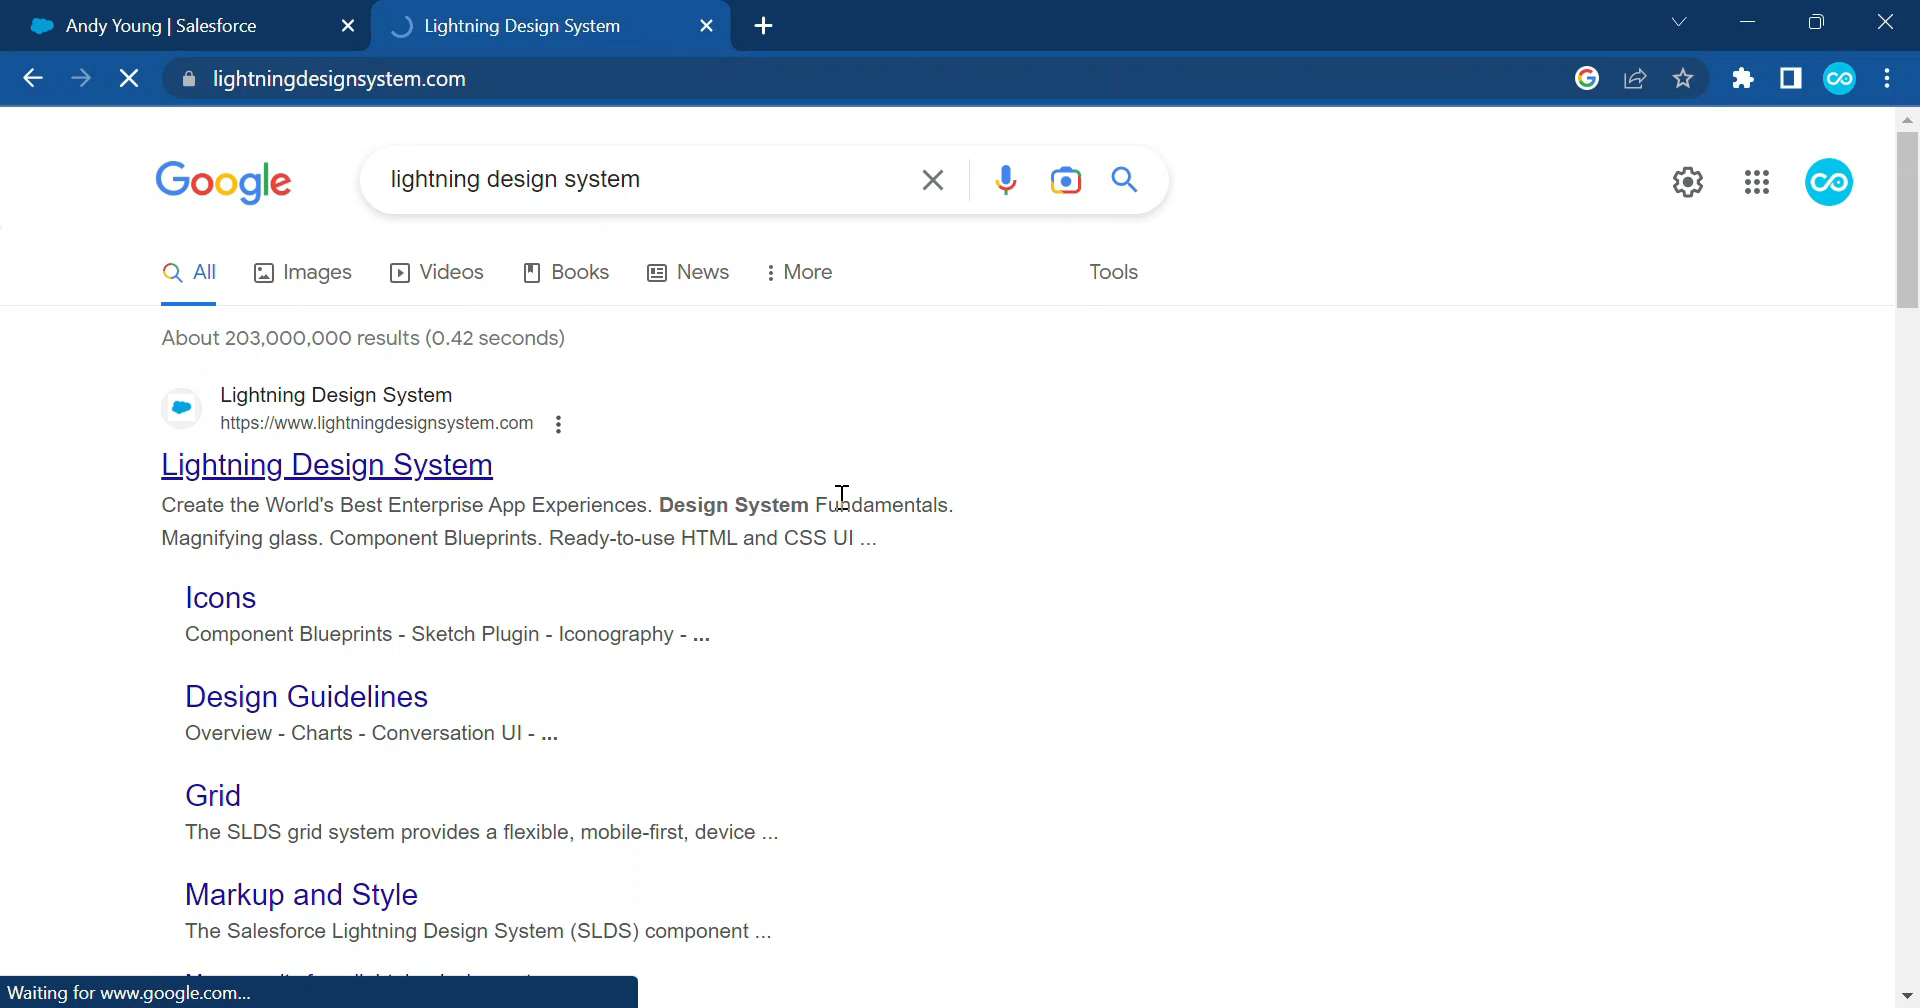 Andy Young | Salesforce
Lightning Design System
lightningdesignsystem.com
Google
lightning design system
All
Images
Videos
Books
News
More
Tools
About 203,000,000 results (0.42 seconds)
Lightning Design System
https://www.lightningdesignsystem.com
Lightning Design System
Create the World's Best Enterprise App Experiences. Design System Fundamentals.
Magnifying glass. Component Blueprints. Ready-to-use HTML and CSS UI ...
Icons
Component Blueprints - Sketch Plugin - Iconography - ...
Design Guidelines
Overview - Charts - Conversation UI - ...
Grid
The SLDS grid system provides a flexible, mobile-first, device ...
Markup and Style
The Salesforce Lightning Design System (SLDS) component ...
Waiting for www.google.com...